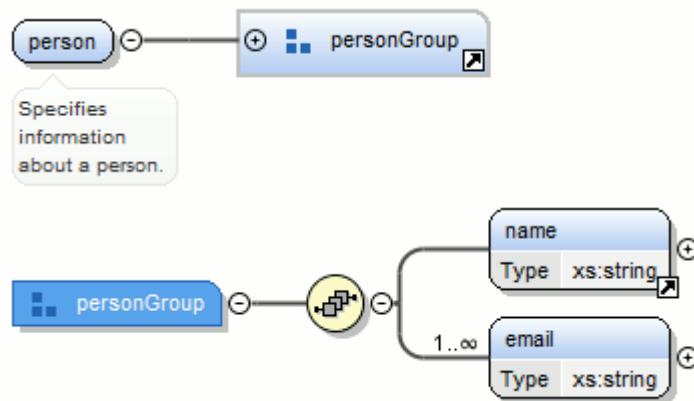 person
personGroup
Specifies
information
about a person.
name
Type xs:string
personGroup
1..∞
email
Type xs:string